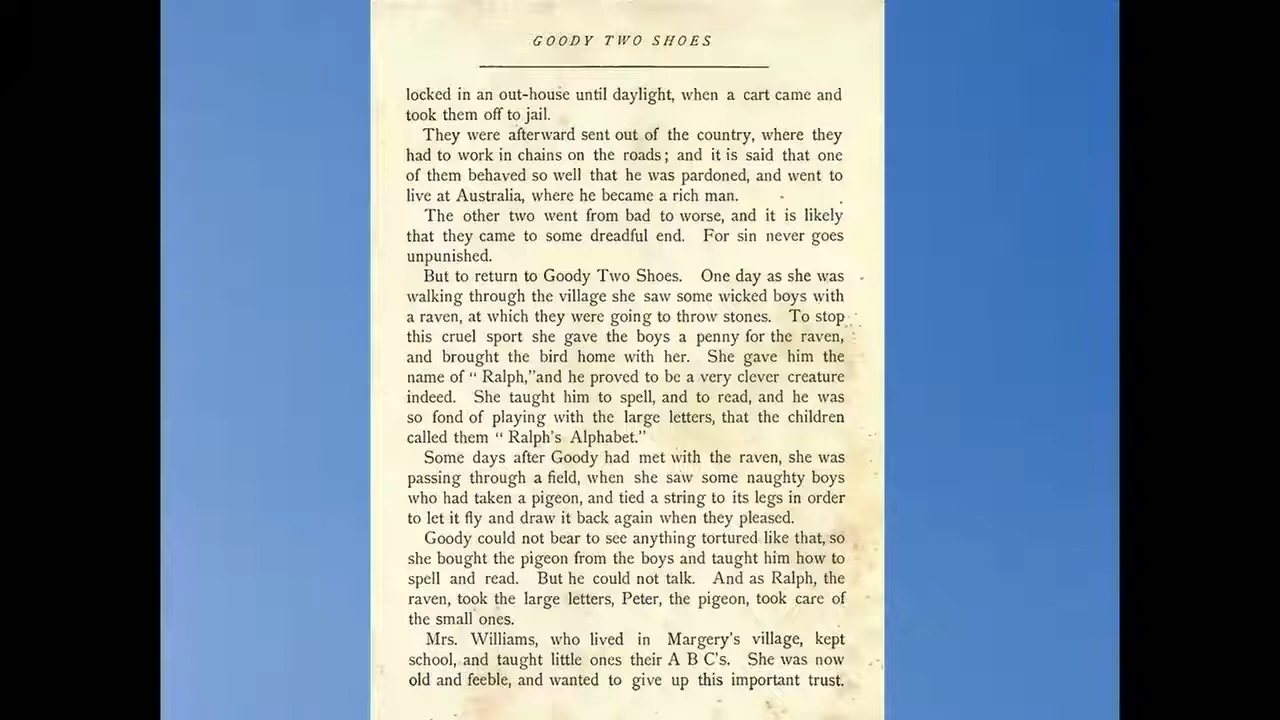 GOODY TWO SHOES
locked in an out-house until daylight, when a cart came and
took them off to jail.
They were afterward sent out of the country, where they
had to work in chains on the roads; and it is said that one
of them behaved so well that he was pardoned, and went to
live at Australia, where he became a rich man.
The other two went from bad to worse, and it is likely
that they came to some dreadful end. For sin never goes
unpunished.
But to return to Goody Two Shoes. One day as she was
walking through the village she saw some wicked boys with
a raven, at which they were going to throw stones. To stop
this cruel sport she gave the boys a penny for the raven,
and brought the bird home with her. She gave him the
name of “ Ralph,”and he proved to be a very clever creature
indeed. She taught him to spell, and to read, and he was
so fond of playing with the large letters, that the children
called them “ Ralph's Alphabet.”
Some days after Goody had met with the raven, she was
passing through a field, when she saw some naughty boys
who had taken a pigeon, and tied a string to its legs in order
to let it fly and draw it back again when they pleased.
Goody could not bear to see anything tortured like that, so
she bought the pigeon from the boys and taught him how to
spell and read. But he could not talk. And as Ralph, the
raven, took the large letters, Peter, the pigeon, took care of
the small ones.
Mrs. Williams, who lived in Margery's village, kept
school, and taught little ones their A B C's. She was now
old and feeble, and wanted to give up this important trust.